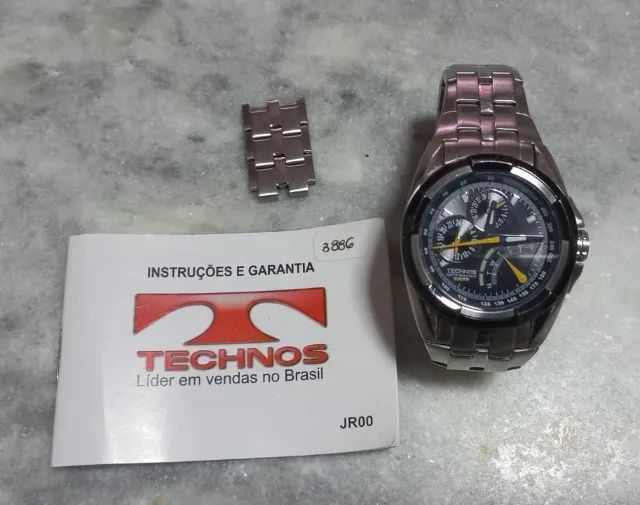 3886
INSTRUÇÕES E GARANTIA
TECHNOS
Líder em vendas no Brasil
JR00
TECHNOS